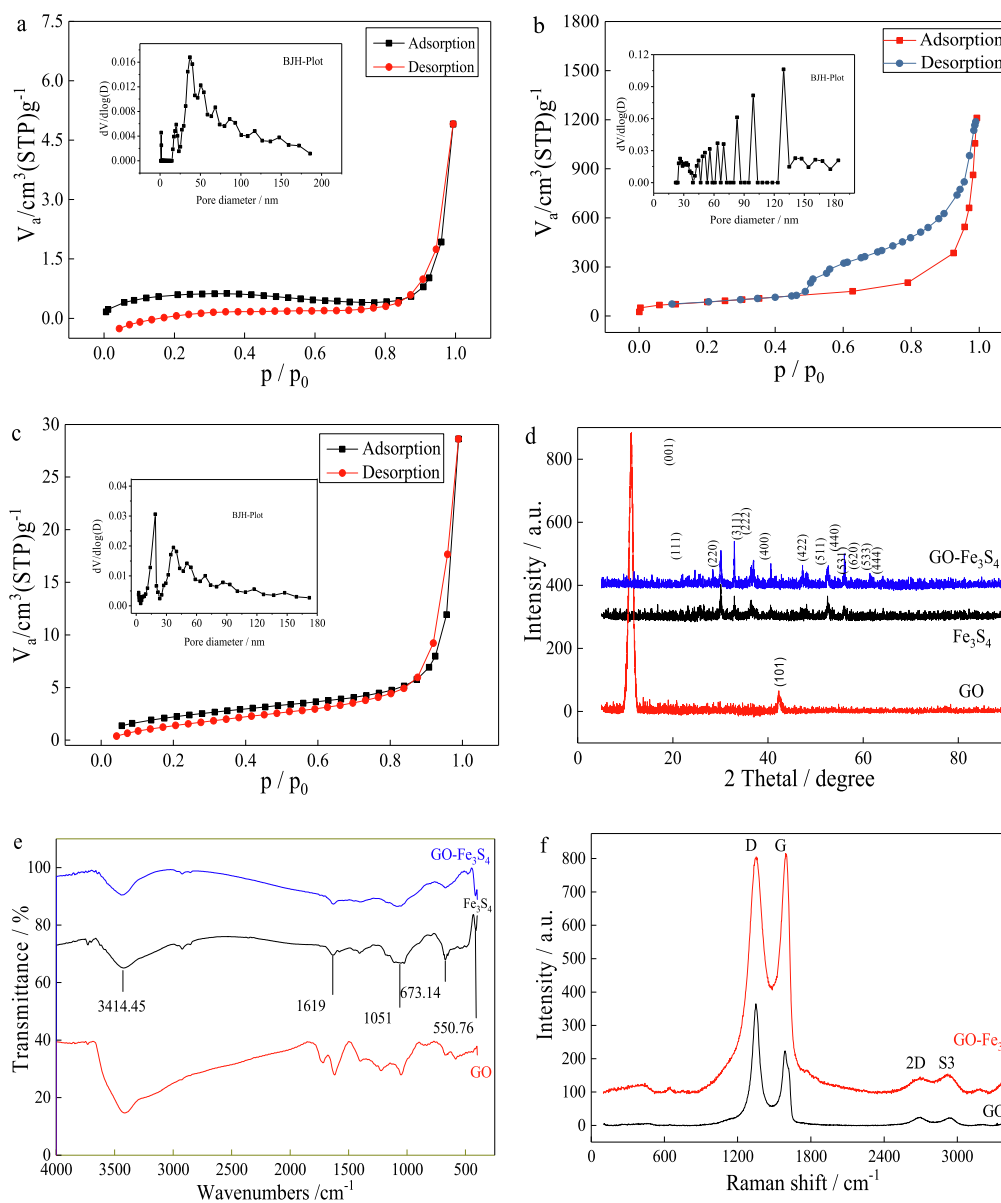 a
Adsorption
Desorption
BJH-Plot
dV/dlog(D)
0.016
0.012
0.008
0.004
0.000
0 50 100 150 200
Pore diameter / nm
Va/cm3(STP)g-1
7.5
6.0
4.5
3.0
1.5
0.0
0.0 0.2 0.4 0.6 0.8 1.0
p / p0
b
Adsorption
Desorption
BJH-Plot
dV/dlog(D)
0.12
0.09
0.06
0.03
0.00
0 30 60 90 120 150 180
Pore diameter / nm
Va/cm3(STP)g-1
1800
1500
1200
900
600
300
0
0.0 0.2 0.4 0.6 0.8 1.0
p / p0
c
Adsorption
Desorption
BJH-Plot
dV/dlog(D)
0.04
0.03
0.02
0.01
0.00
0 30 60 90 120 150 180
Pore diameter / nm
Va/cm3(STP)g-1
30
25
20
15
10
5
0
0.0 0.2 0.4 0.6 0.8 1.0
p / p0
d
(001)
(111)
(220)
(311)
(222)
(400)
(422)
(511)
(440)
(531)
(620)
(533)
(444)
(101)
GO-Fe3S4
Fe3S4
GO
Intensity / a.u.
800
600
400
200
0
0 20 40 60 80
2 Thetal / degree
e
GO-Fe3S4
Fe3S4
GO
3414.45
1619
1051
673.14
550.76
Transmittance / %
100
80
60
40
20
0
4000 3500 3000 2500 2000 1500 1000 500
Wavenumbers /cm-1
f
D
G
2D
S3
GO-Fe3
GO
Intensity / a.u.
800
700
600
500
400
300
200
100
0
0 600 1200 1800 2400 3000
Raman shift / cm-1